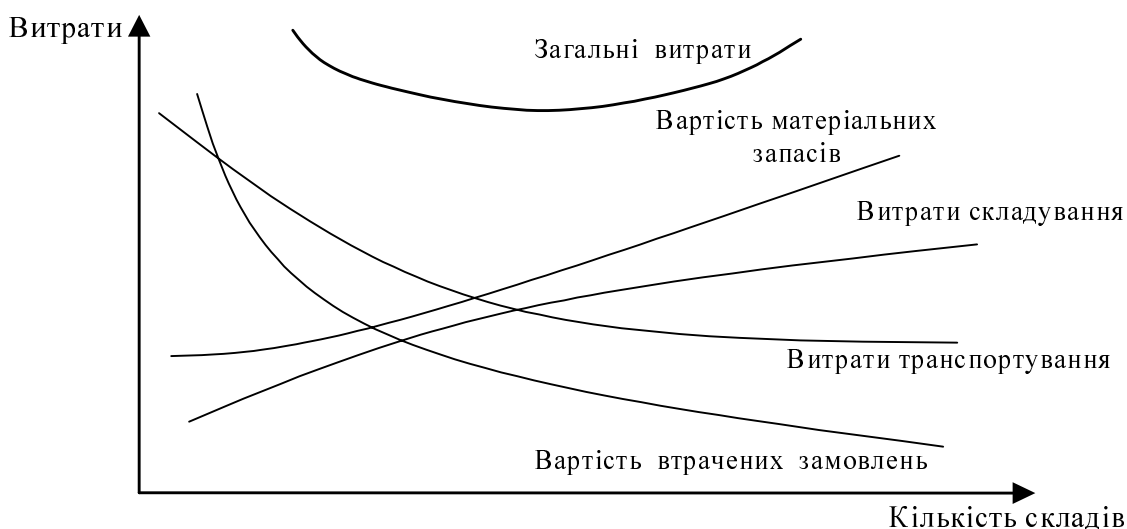 Витрати
Загальні витрати
Вартість матеріальних
запасів
Витрати складування
Витрати транспортування
Вартість втрачених замовлень
Кількість складів